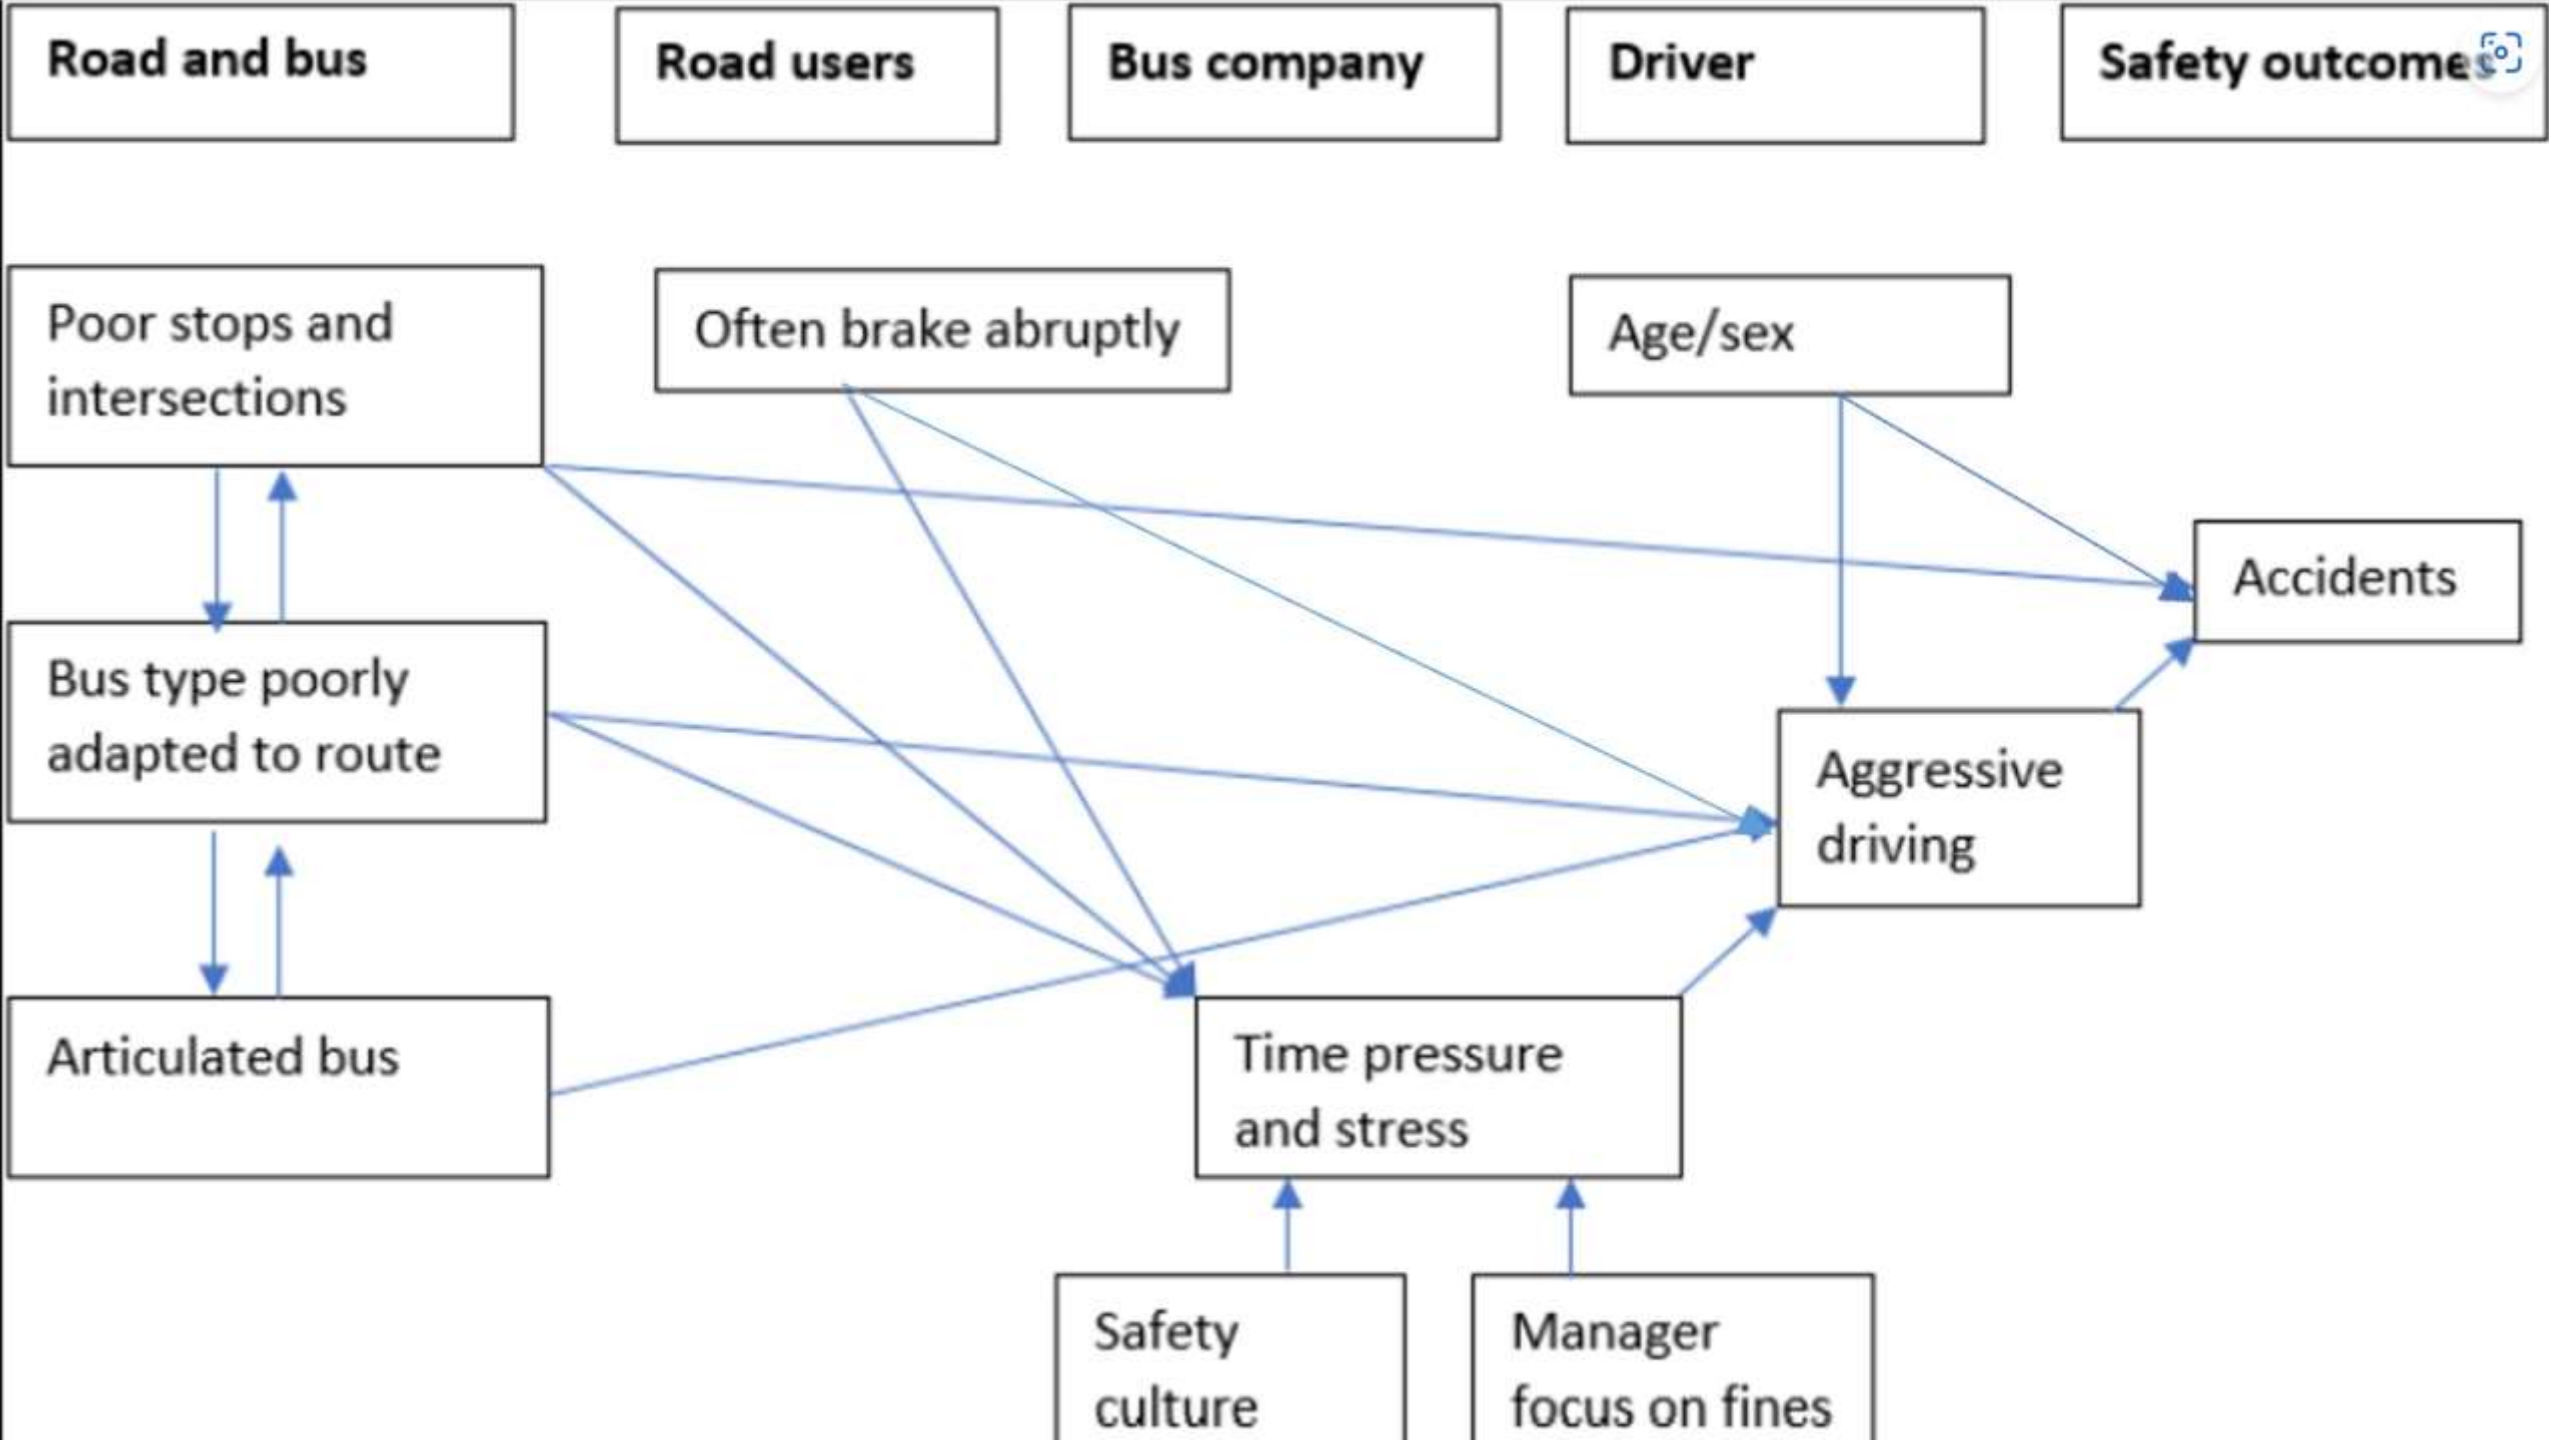 Road and bus
Road users
Bus company
Driver
Safety outcomes
Poor stops and
intersections
Often brake abruptly
Age/sex
Accidents
Bus type poorly
adapted to route
Aggressive
driving
Articulated bus
Time pressure
and stress
Safety
culture
Manager
focus on fines